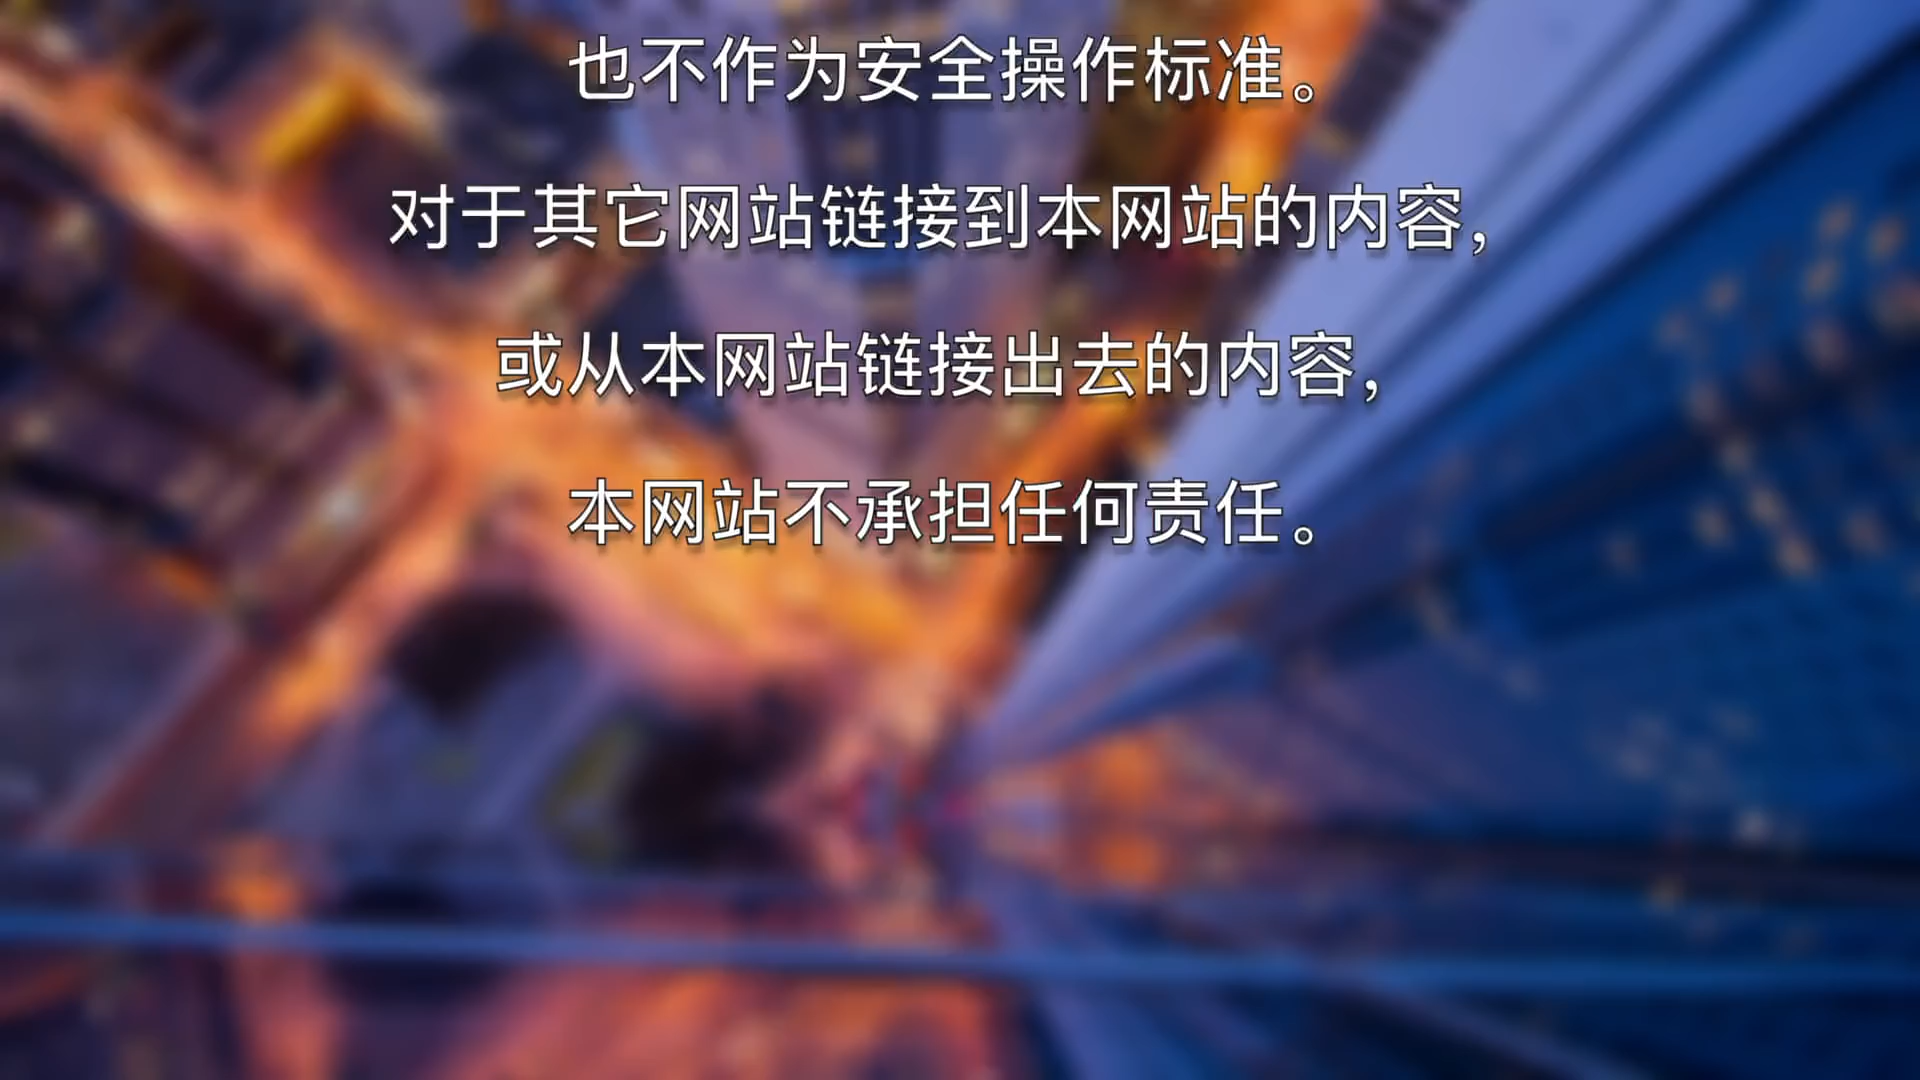 也不作为安全操作标准。
对于其它网站链接到本网站的内容，
或从本网站链接出去的内容，
本网站不承担任何责任。